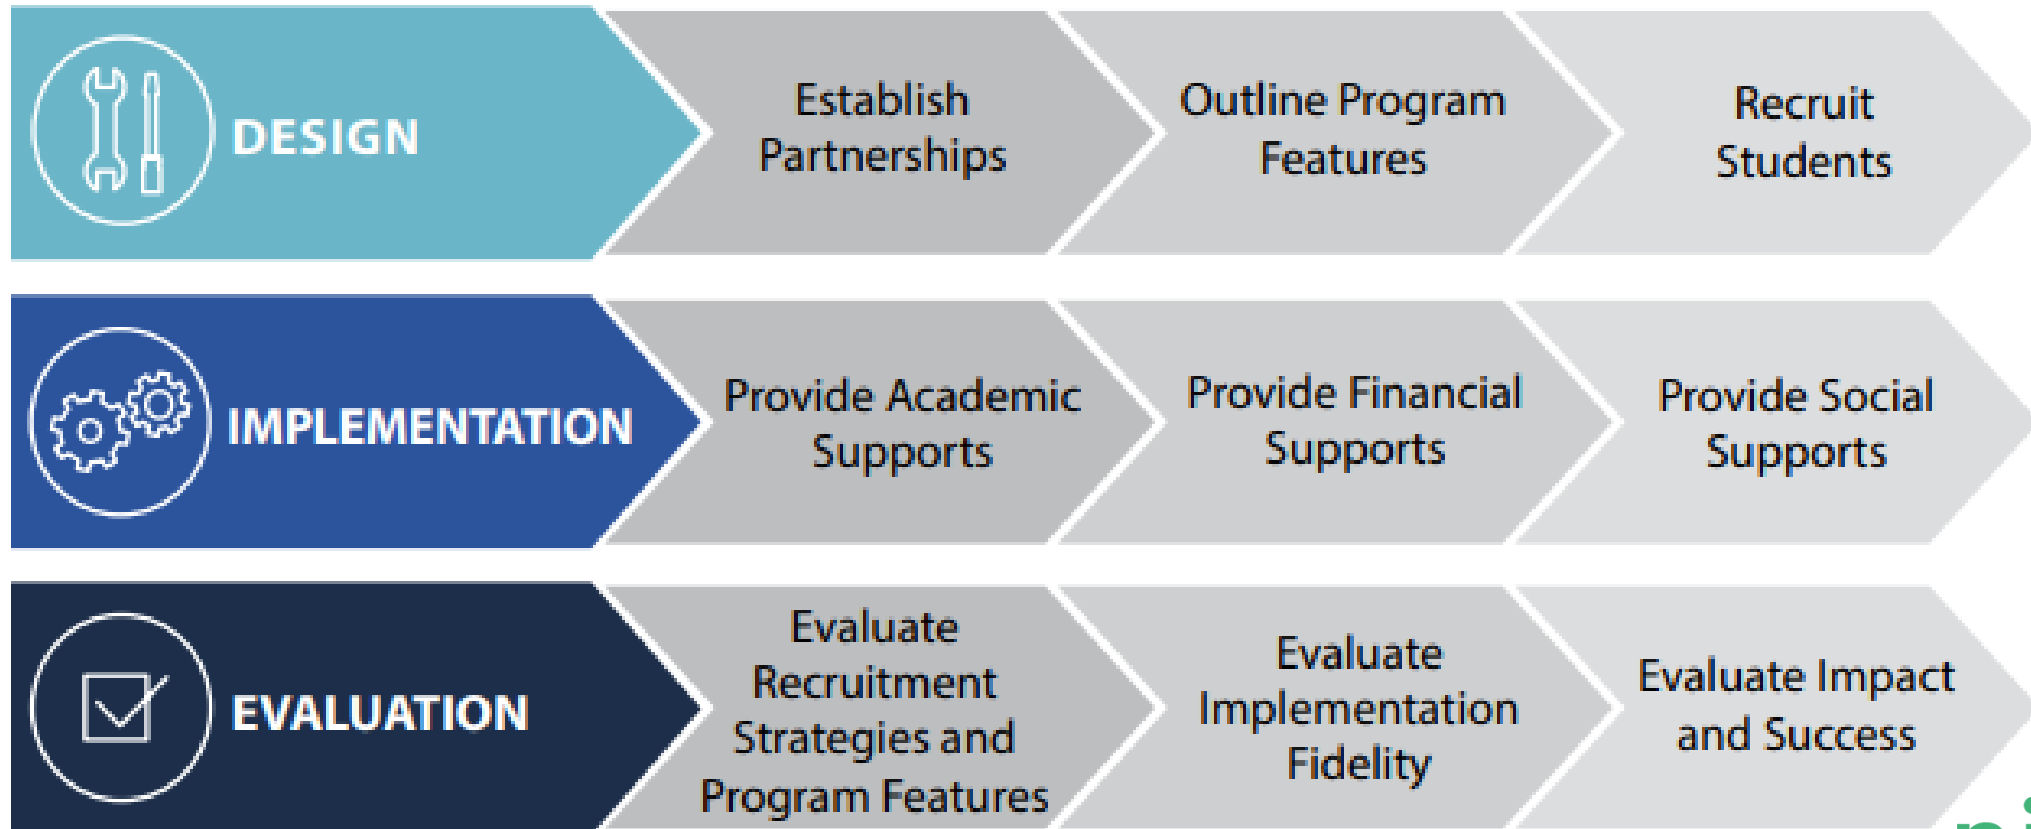 DESIGN
Establish
Partnerships
Outline Program
Features
Recruit
Students
IMPLEMENTATION
Provide Academic
Supports
Provide Financial
Supports
Provide Social
Supports
EVALUATION
Evaluate
Recruitment
Strategies and
Program Features
Evaluate
Implementation
Fidelity
Evaluate Impact
and Success